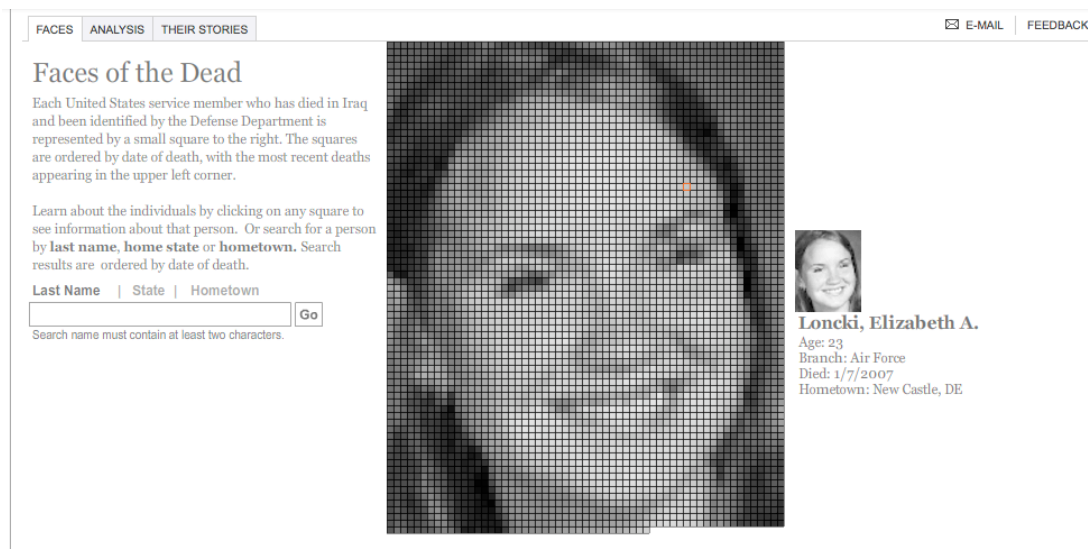 FACES ANALYSIS THEIR STORIES E-MAIL FEEDBACK
Faces of the Dead
Each United States service member who has died in Iraq
and been identified by the Defense Department is
represented by a small square to the right. The squares
are ordered by date of death, with the most recent deaths
appearing in the upper left corner.
Learn about the individuals by clicking on any square to
see information about that person. Or search for a person
by last name, home state or hometown. Search
results are ordered by date of death.
Last Name | State | Hometown
Go
Search name must contain at least two characters.
Loncki, Elizabeth A.
Age: 23
Branch: Air Force
Died: 1/7/2007
Hometown: New Castle, DE